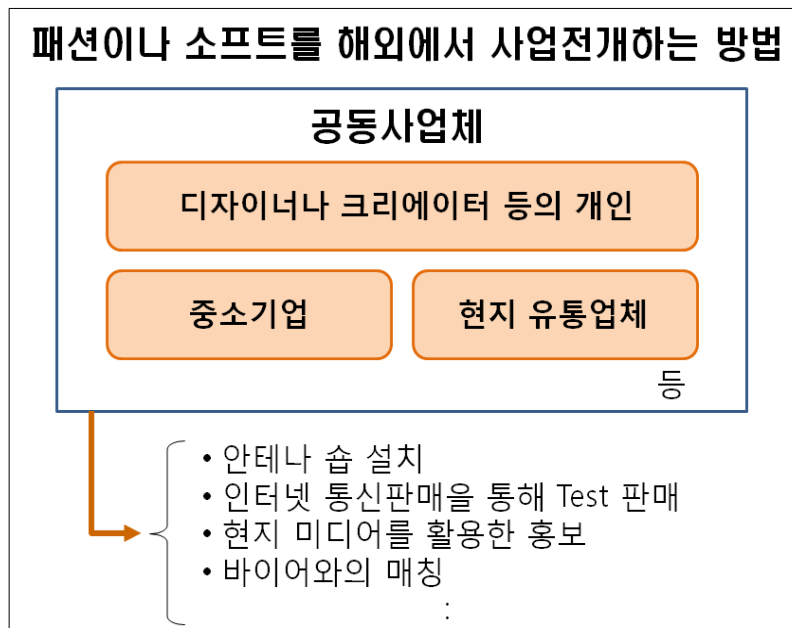 패션이나 소프트를 해외에서 사업전개하는 방법
공동사업체
디자이너나 크리에이터 등의 개인
중소기업
현지 유통업체
등
• 안테나 숍 설치
• 인터넷 통신판매을 통해 Test 판매
• 현지 미디어를 활용한 홍보
• 바이어와의 매칭
: